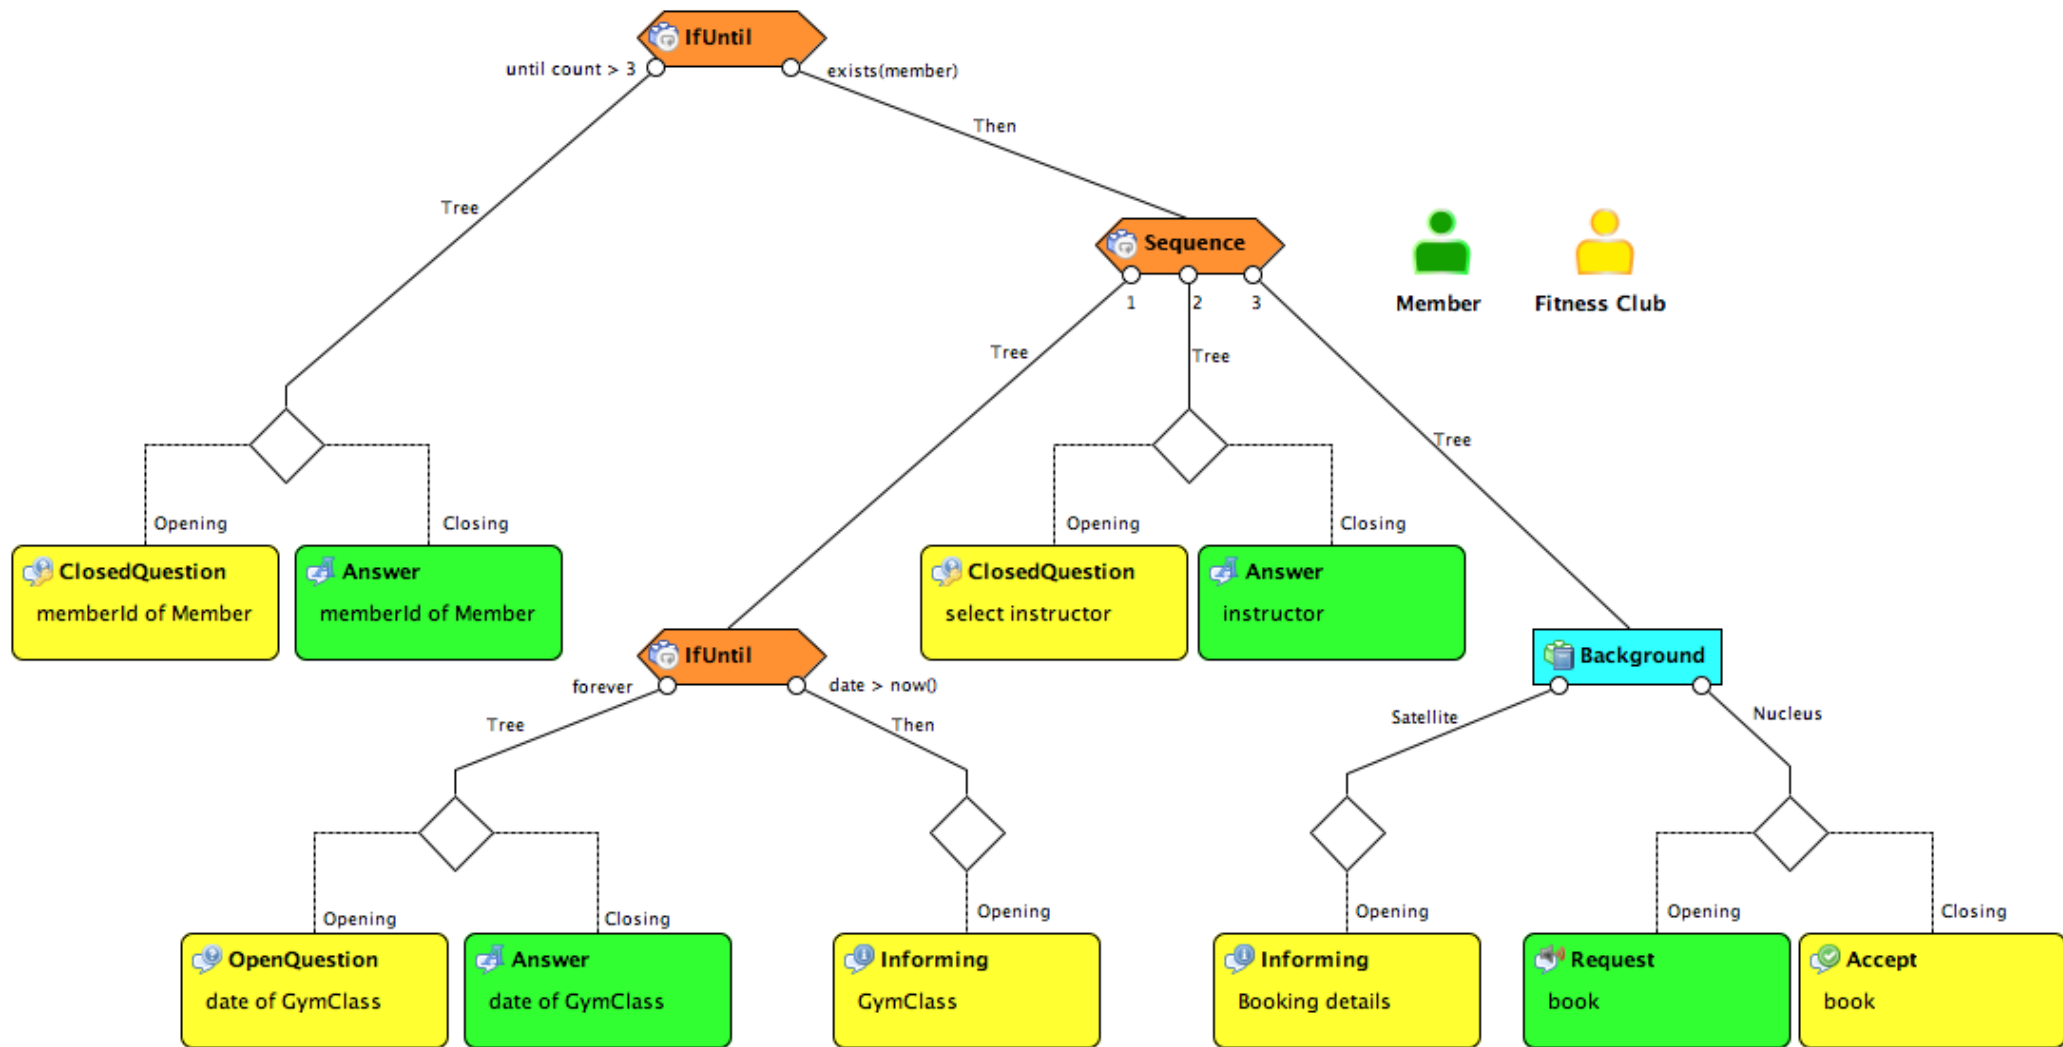 IfUntil
until count > 3
exists(member)
Then
Tree
Sequence
1
2
3
Member
Fitness Club
Tree
Tree
Tree
Opening
Closing
Opening
Closing
ClosedQuestion
memberId of Member
Answer
memberId of Member
ClosedQuestion
select instructor
Answer
instructor
IfUntil
forever
date > now()
Background
Tree
Then
Satellite
Nucleus
Opening
Closing
Opening
Opening
Opening
Closing
OpenQuestion
date of GymClass
Answer
date of GymClass
Informing
GymClass
Informing
Booking details
Request
book
Accept
book